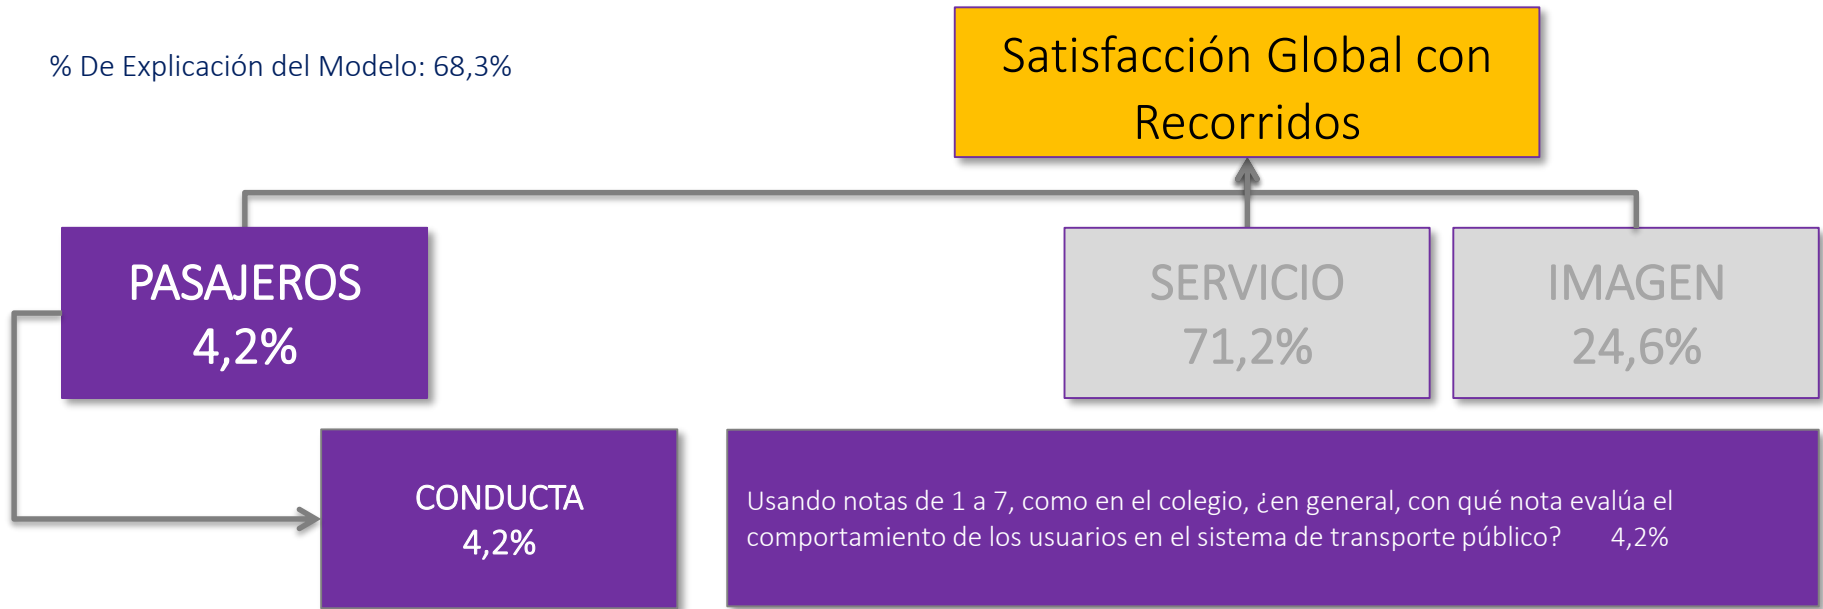 % De Explicación del Modelo: 68,3%
Satisfacción Global con
Recorridos
PASAJEROS
4,2%
SERVICIO
71,2%
IMAGEN
24,6%
CONDUCTA
4,2%
Usando notas de 1 a 7, como en el colegio, ¿en general, con qué nota evalúa el
comportamiento de los usuarios en el sistema de transporte público? 4,2%